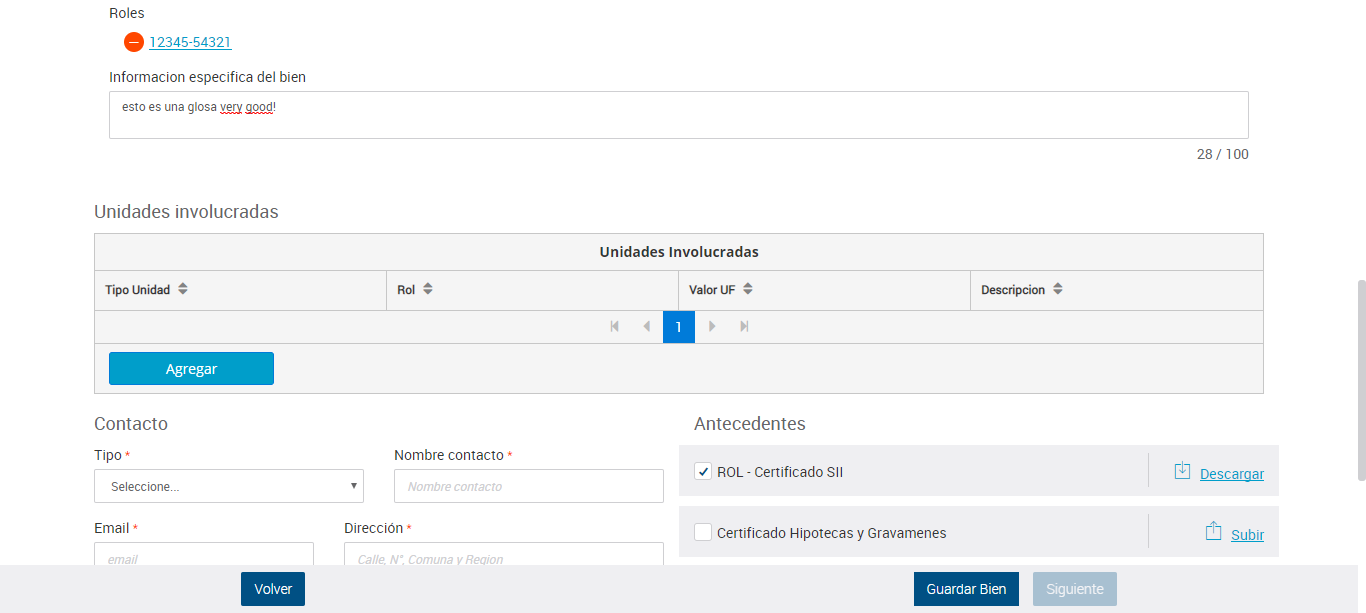 Roles
12345-54321
Informacion especifica del bien
esto es una glosa very good!
28 / 100
Unidades involucradas
Unidades Involucradas
Tipo Unidad Rol Valor UF Descripcion
1
Agregar
Contacto
Tipo *
Nombre contacto *
Seleccione...
Nombre contacto
Email *
Dirección *
email
Calle, N°, Comuna y Region
Antecedentes
ROL - Certificado SII
Descargar
Certificado Hipotecas y Gravamenes
Subir
Volver
Guardar Bien
Siguiente